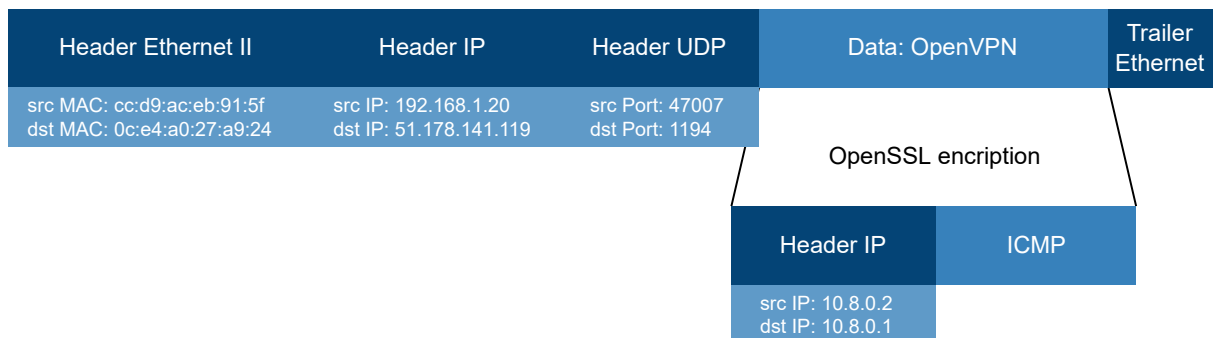 Header Ethernet II
Header IP
Header UDP
Data: OpenVPN
Trailer
Ethernet
src MAC: cc:d9:ac:eb:91:5f
dst MAC: 0c:e4:a0:27:a9:24
src IP: 192.168.1.20
dst IP: 51.178.141.119
src Port: 47007
dst Port: 1194
OpenSSL encription
Header IP
ICMP
src IP: 10.8.0.2
dst IP: 10.8.0.1